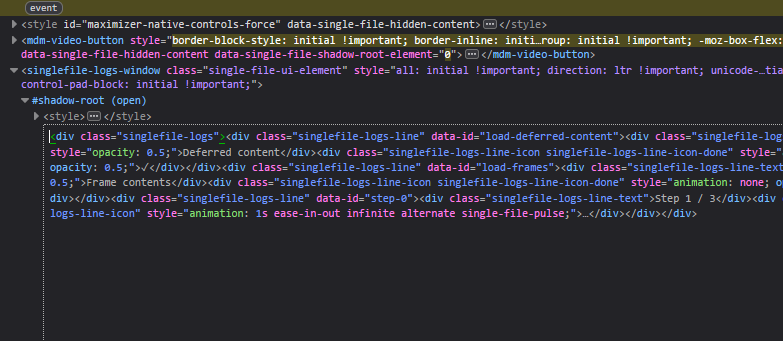 event
<style id="maximizer-native-controls-force" data-single-file-hidden-content>…</style>
<mdm-video-button style="border-block-style: initial !important; border-inline: initi…roup: initial !important; -moz-box-flex:
data-single-file-hidden-content data-single-file-shadow-root-element="0">…</mdm-video-button>
<singlefile-logs-window class="single-file-ui-element" style="all: initial !important; direction: ltr !important; unicode-…tia
control-pad-block: initial !important;">
#shadow-root (open)
<style>…</style>
<div class="singlefile-logs"><div class="singlefile-logs-line" data-id="load-deferred-content"><div class="singlefile-log
style="opacity: 0.5;">Deferred content</div><div class="singlefile-logs-line-icon singlefile-logs-line-icon-done" style="
opacity: 0.5;">✓</div></div><div class="singlefile-logs-line" data-id="load-frames"><div class="singlefile-logs-line-text
0.5;">Frame contents</div><div class="singlefile-logs-line-icon singlefile-logs-line-icon-done" style="animation: none; o
div></div><div class="singlefile-logs-line" data-id="step-0"><div class="singlefile-logs-line-text">Step 1 / 3</div><div
logs-line-icon" style="animation: 1s ease-in-out infinite alternate single-file-pulse;">…</div></div></div>